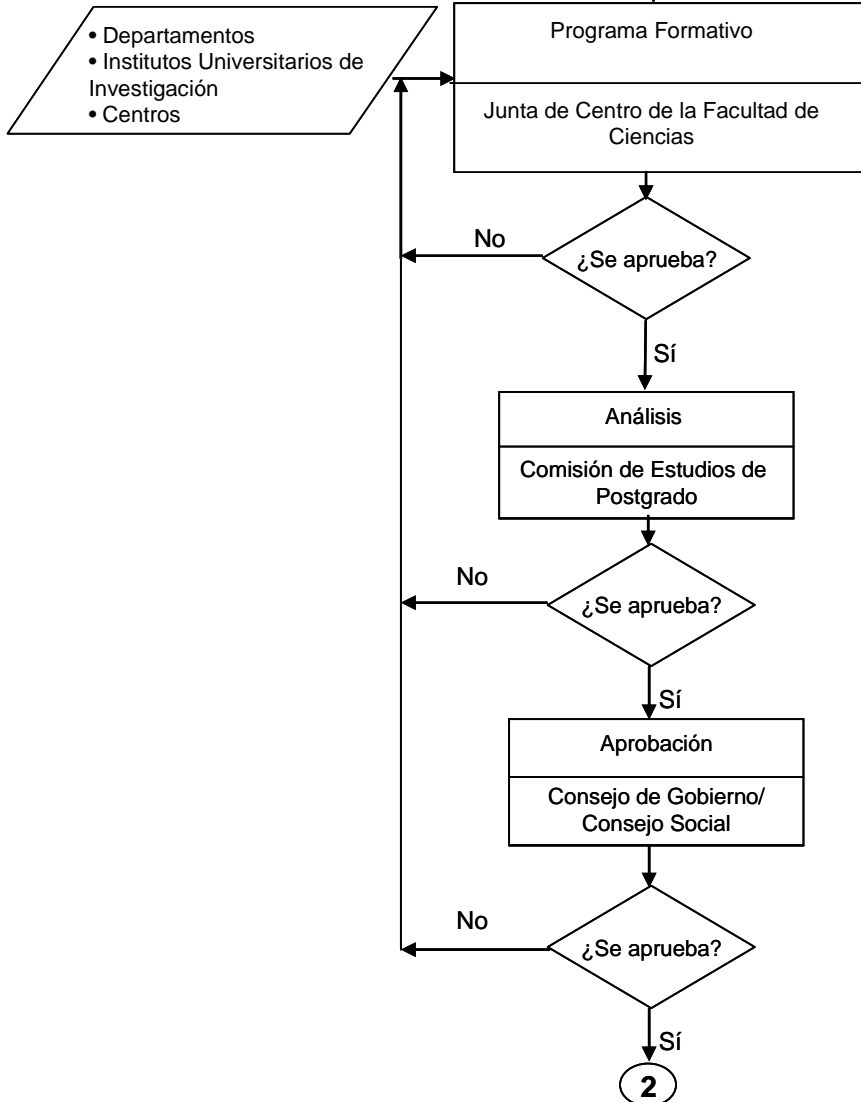 • Departamentos
• Institutos Universitarios de
Investigación
• Centros
Programa Formativo
Junta de Centro de la Facultad de
Ciencias
¿Se aprueba?
No
Sí
Análisis
Comisión de Estudios de
Postgrado
¿Se aprueba?
No
Sí
Aprobación
Consejo de Gobierno/
Consejo Social
¿Se aprueba?
No
Sí
2